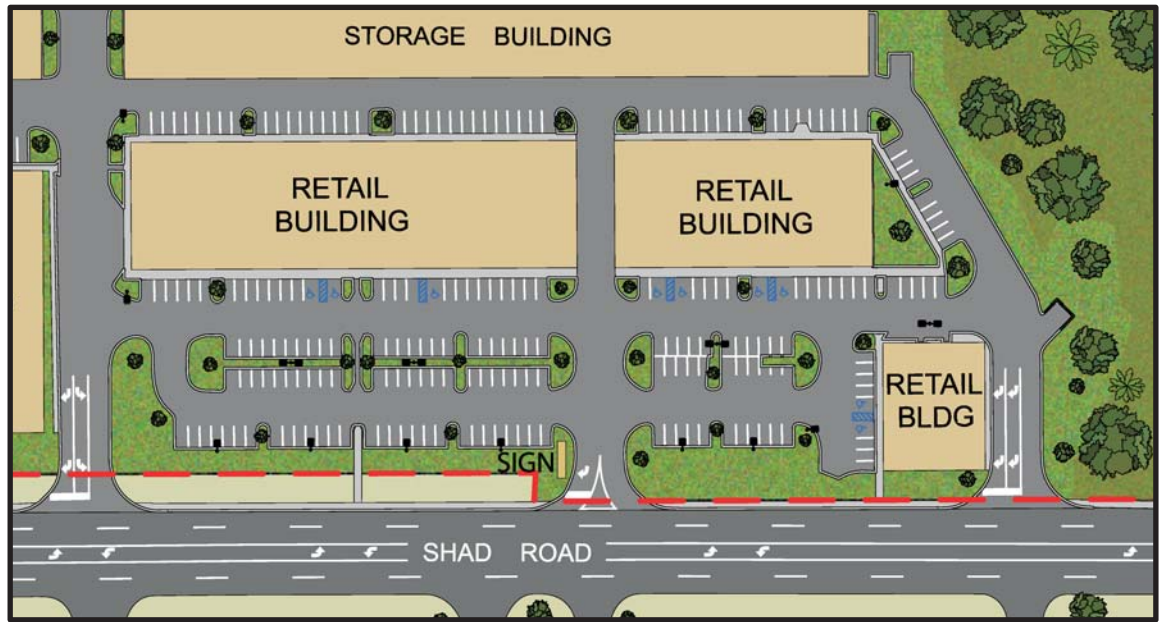 STORAGE BUILDING
RETAIL
BUILDING
RETAIL
BUILDING
RETAIL
BLDG
SIGN
SHAD ROAD